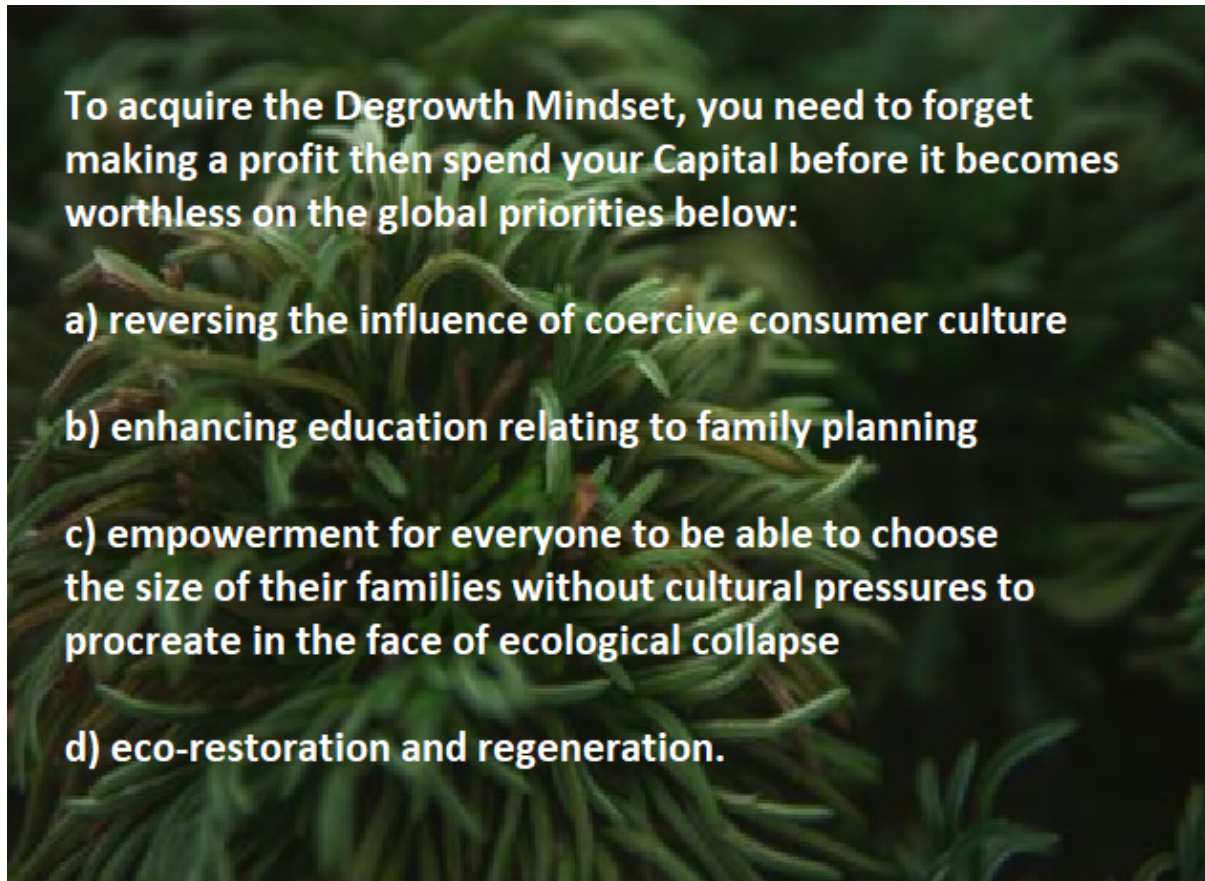 To acquire the Degrowth Mindset, you need to forget
making a profit then spend your Capital before it becomes
worthless on the global priorities below:
a) reversing the influence of coercive consumer culture
b) enhancing education relating to family planning
c) empowerment for everyone to be able to choose
the size of their families without cultural pressures to
procreate in the face of ecological collapse
d) eco-restoration and regeneration.